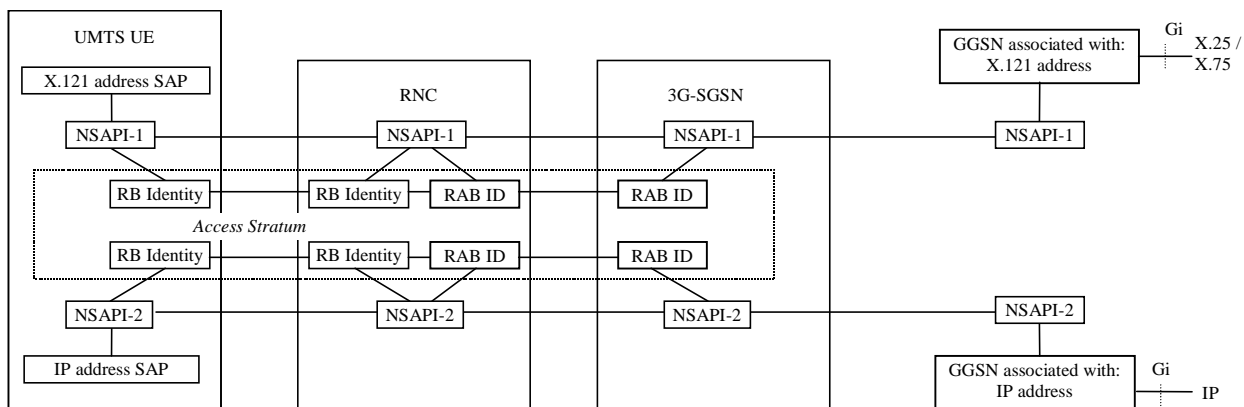 UMTS UE
GGSN associated with:
X.121 address
Gi
X.25 /
X.75
X.121 address SAP
RNC
3G-SGSN
NSAPI-1
NSAPI-1
NSAPI-1
NSAPI-1
RB Identity
RB Identity
RAB ID
RAB ID
Access Stratum
RB Identity
RB Identity
RAB ID
RAB ID
NSAPI-2
NSAPI-2
NSAPI-2
NSAPI-2
IP address SAP
GGSN associated with:
IP address
Gi
IP